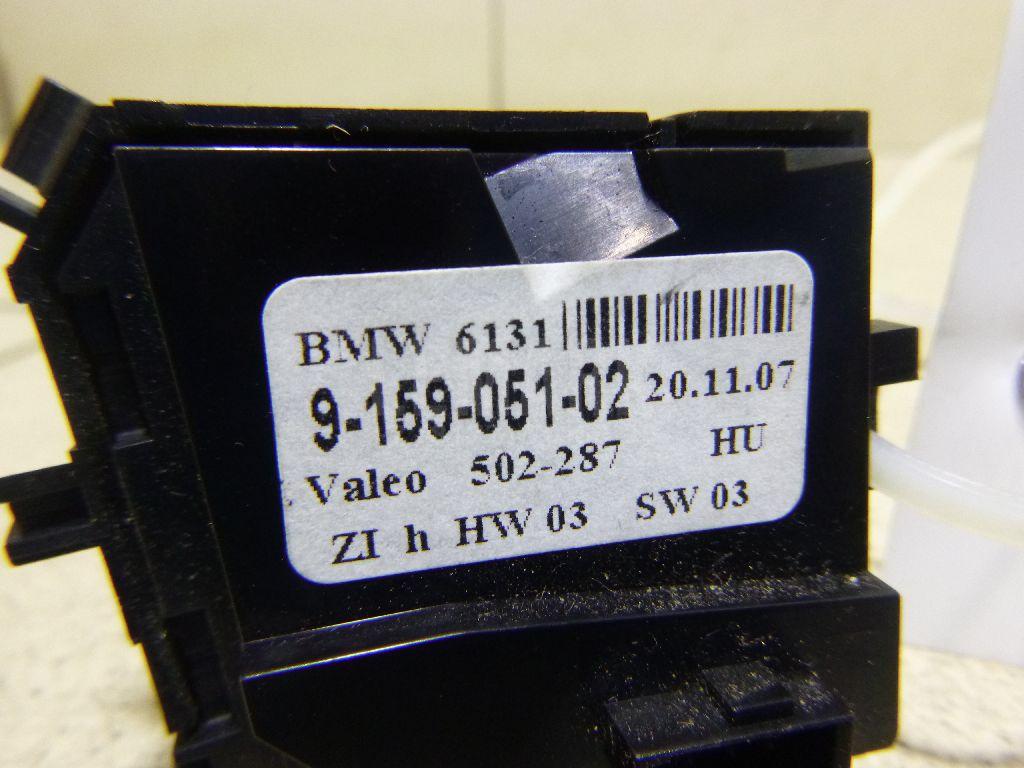 BMW 6131
9-159-051-02 20.11.07
Valeo 502-287 HU
ZI h HW 03 SW 03